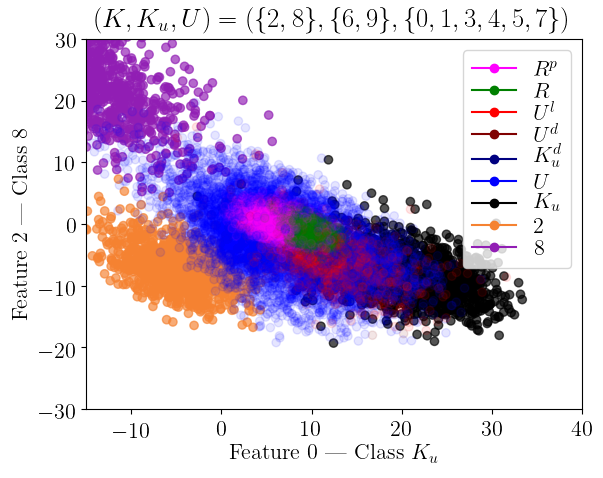 (K, K_u, U) = ({2, 8}, {6, 9}, {0, 1, 3, 4, 5, 7})
30
20
10
0
−10
−20
−30
Feature 2 — Class 8
R^p
R
U^l
U^d
K_u^d
U
K_u
2
8
−10
0
10
20
30
40
Feature 0 — Class K_u